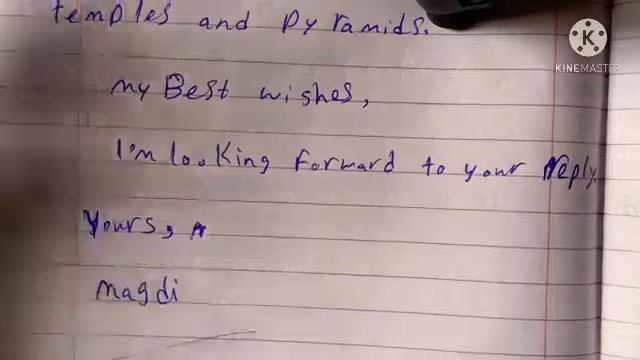 temples and pyramids.
my Best wishes,
I'm looking forward to your reply.
Yours,
Magdi
K
KINEMASTER